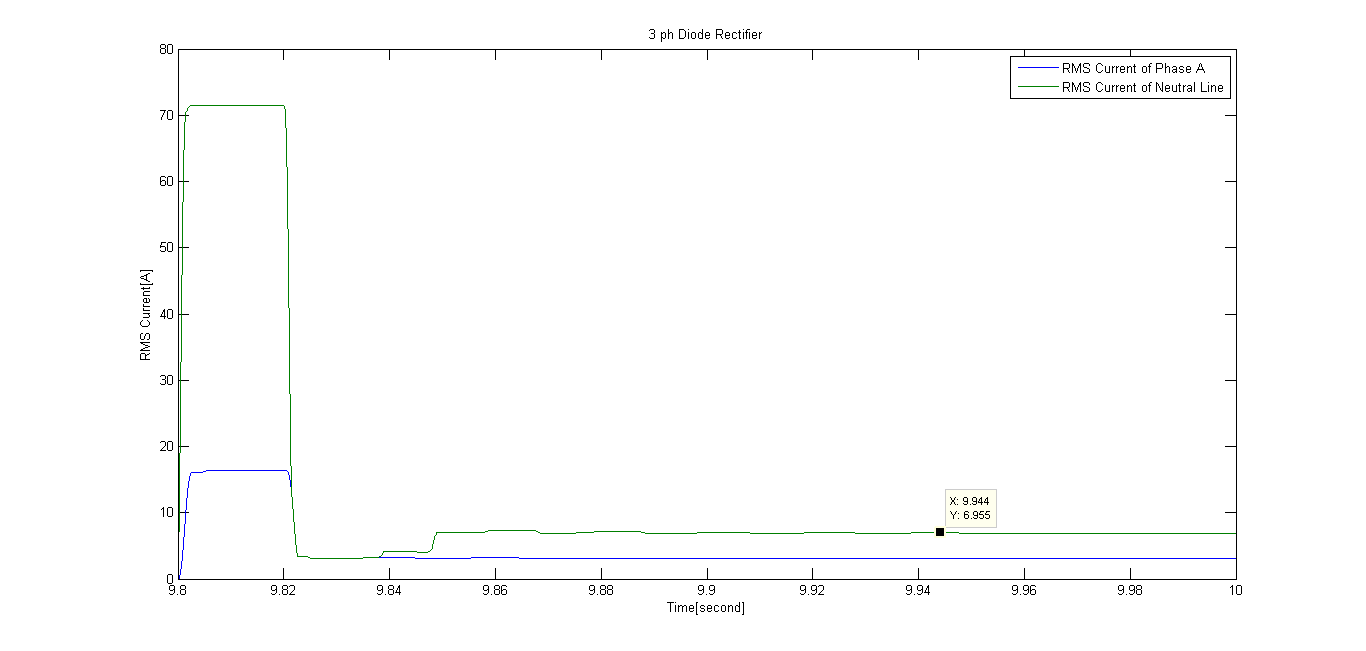 3 ph Diode Rectifier
RMS Current of Phase A
RMS Current of Neutral Line
80
70
60
50
40
30
20
10
0
RMS Current[A]
X: 9.944
Y: 6.955
9.8
9.82
9.84
9.86
9.88
9.9
9.92
9.94
9.96
9.98
10
Time[second]